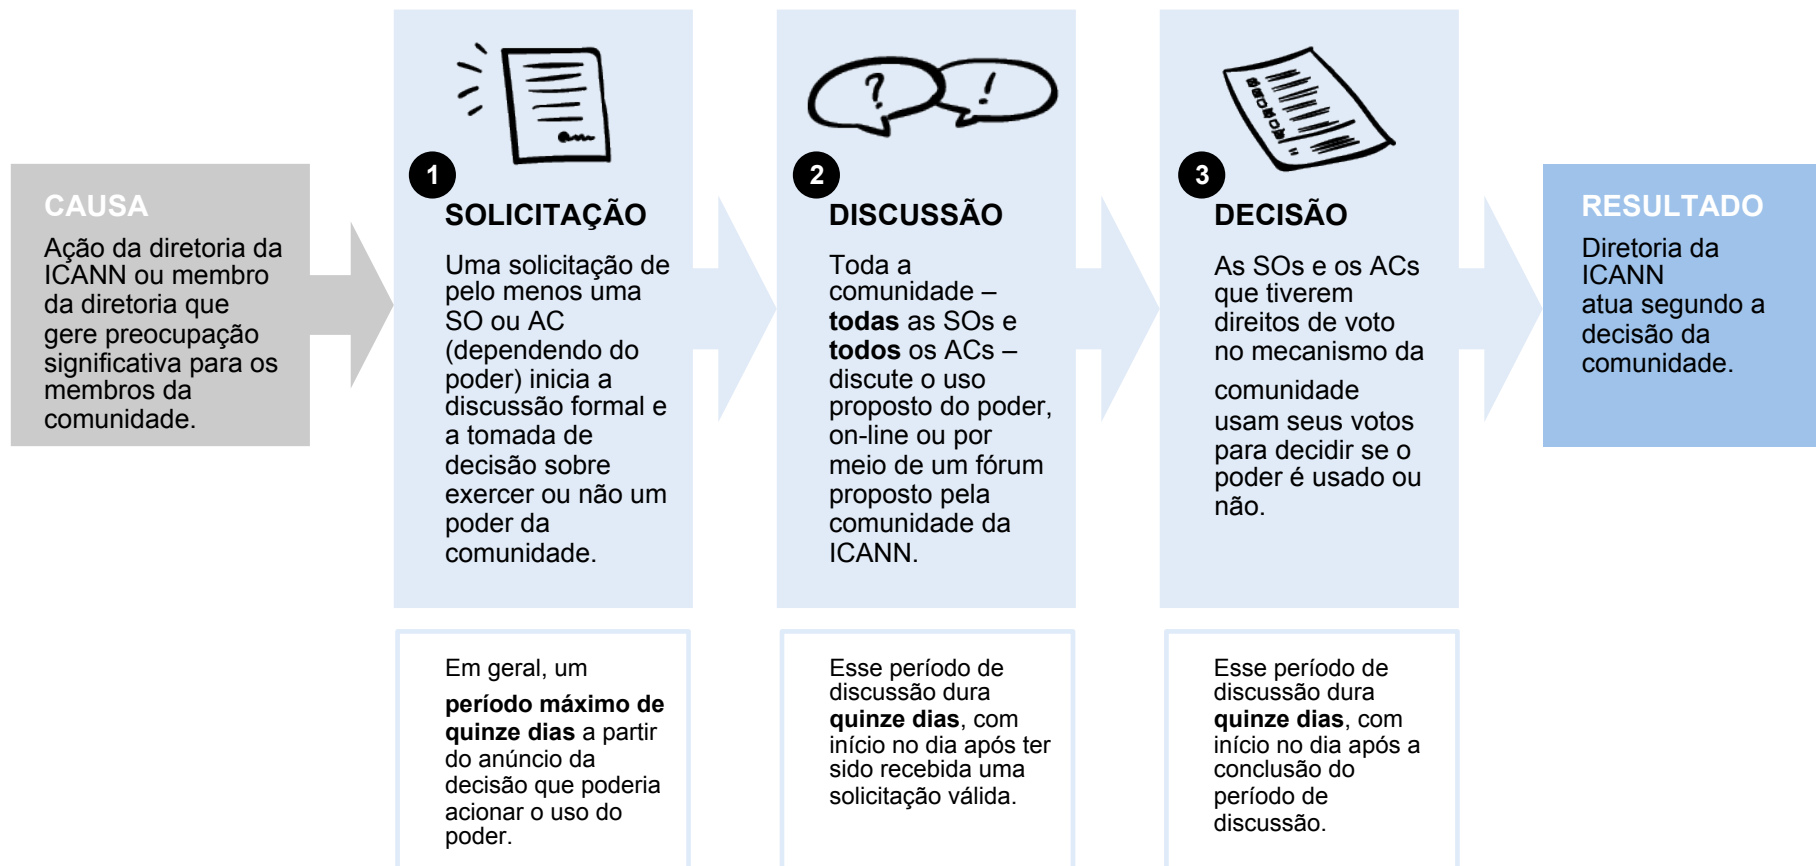 CAUSA
Ação da diretoria da
ICANN ou membro
da diretoria que
gere preocupação
significativa para os
membros da
comunidade.
1
SOLICITAÇÃO
Uma solicitação de
pelo menos uma
SO ou AC
(dependendo do
poder) inicia a
discussão formal e
a tomada de
decisão sobre
exercer ou não um
poder da
comunidade.
Em geral, um
período máximo de
quinze dias a partir
do anúncio da
decisão que poderia
acionar o uso do
poder.
?
!
2
DISCUSSÃO
Toda a
comunidade –
todas as SOs e
todos os ACs –
discute o uso
proposto do poder,
on-line ou por
meio de um fórum
proposto pela
comunidade da
ICANN.
Esse período de
discussão dura
quinze dias, com
início no dia após ter
sido recebida uma
solicitação válida.
3
DECISÃO
As SOs e os ACs
que tiverem
direitos de voto
no mecanismo da
comunidade
usam seus votos
para decidir se o
poder é usado ou
não.
Esse período de
discussão dura
quinze dias, com
início no dia após a
conclusão do
período de
discussão.
RESULTADO
Diretoria da
ICANN
atua segundo a
decisão da
comunidade.